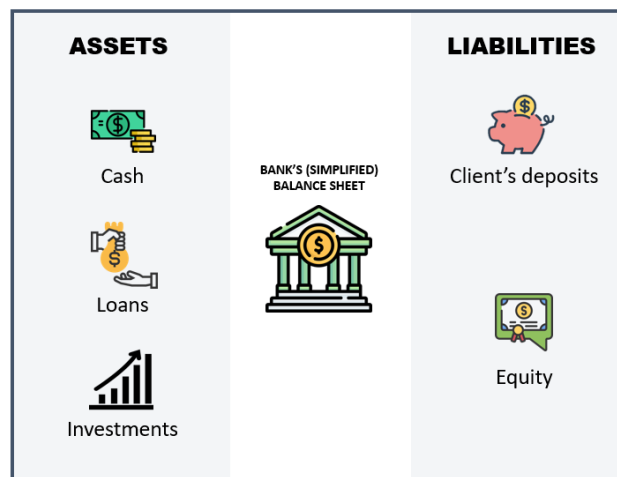 ASSETS
LIABILITIES
Cash
Loans
Investments
BANK'S (SIMPLIFIED)
BALANCE SHEET
Client's deposits
Equity